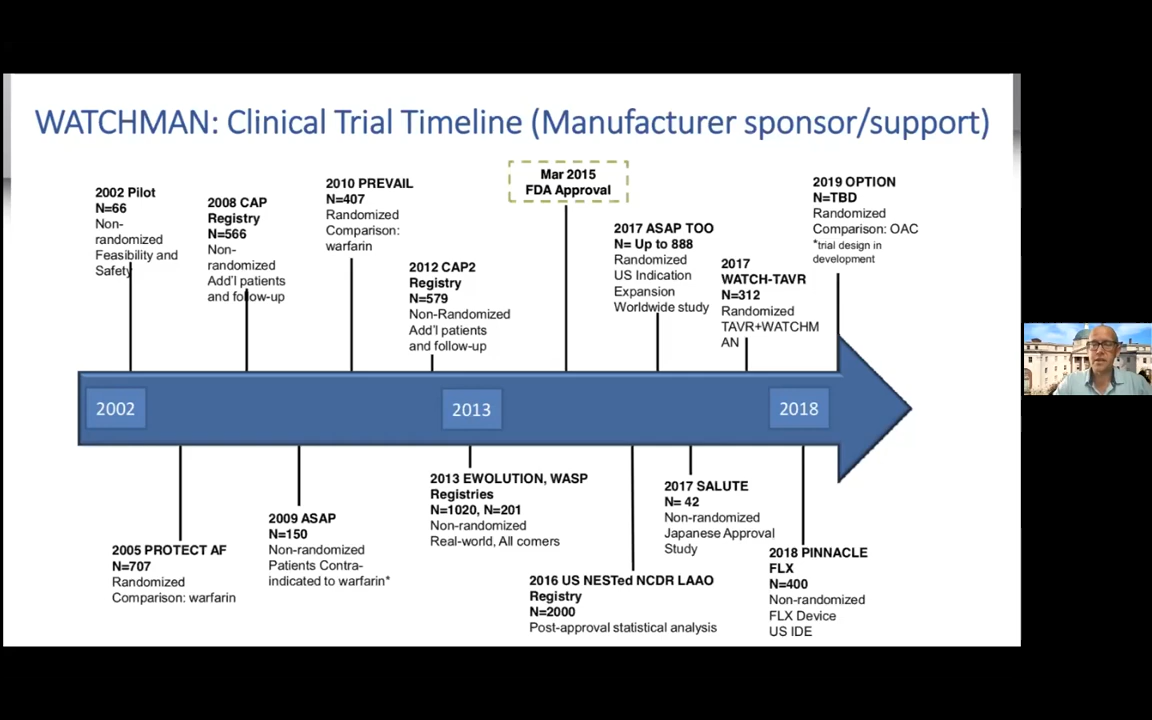 WATCHMAN: Clinical Trial Timeline (Manufacturer sponsor/support)
2002 Pilot
N=66
Non-
randomized
Feasibility and
Safety
2008 CAP
Registry
N=566
Non-
randomized
Add'l patients
and follow-up
2010 PREVAIL
N=407
Randomized
Comparison:
warfarin
2012 CAP2
Registry
N=579
Non-Randomized
Add'l patients
and follow-up
Mar 2015
FDA Approval
2017 ASAP TOO
N= Up to 888
Randomized
US Indication
Expansion
Worldwide study
2017
WATCH-TAVR
N=312
Randomized
TAVR+WATCHM
AN
2019 OPTION
N=TBD
Randomized
Comparison: OAC
*trial design in
development
2002
2013
2018
2005 PROTECT AF
N=707
Randomized
Comparison: warfarin
2009 ASAP
N=150
Non-randomized
Patients Contra-
indicated to warfarin*
2013 EWOLUTION, WASP
Registries
N=1020, N=201
Non-randomized
Real-world, All comers
2016 US NESTed NCDR LAAO
Registry
N=2000
Post-approval statistical analysis
2017 SALUTE
N= 42
Non-randomized
Japanese Approval
Study
2018 PINNACLE
FLX
N=400
Non-randomized
FLX Device
US IDE